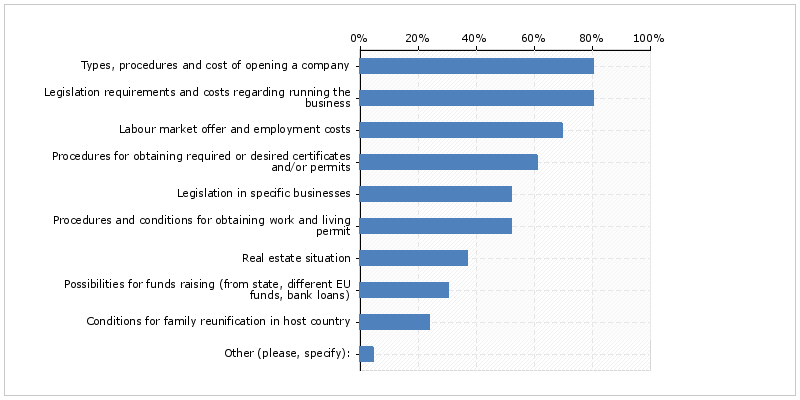 0% 20% 40% 60% 80% 100%
Types, procedures and cost of opening a company
Legislation requirements and costs regarding running the
business
Labour market offer and employment costs
Procedures for obtaining required or desired certificates
and/or permits
Legislation in specific businesses
Procedures and conditions for obtaining work and living
permit
Real estate situation
Possibilities for funds raising (from state, different EU
funds, bank loans)
Conditions for family reunification in host country
Other (please, specify):